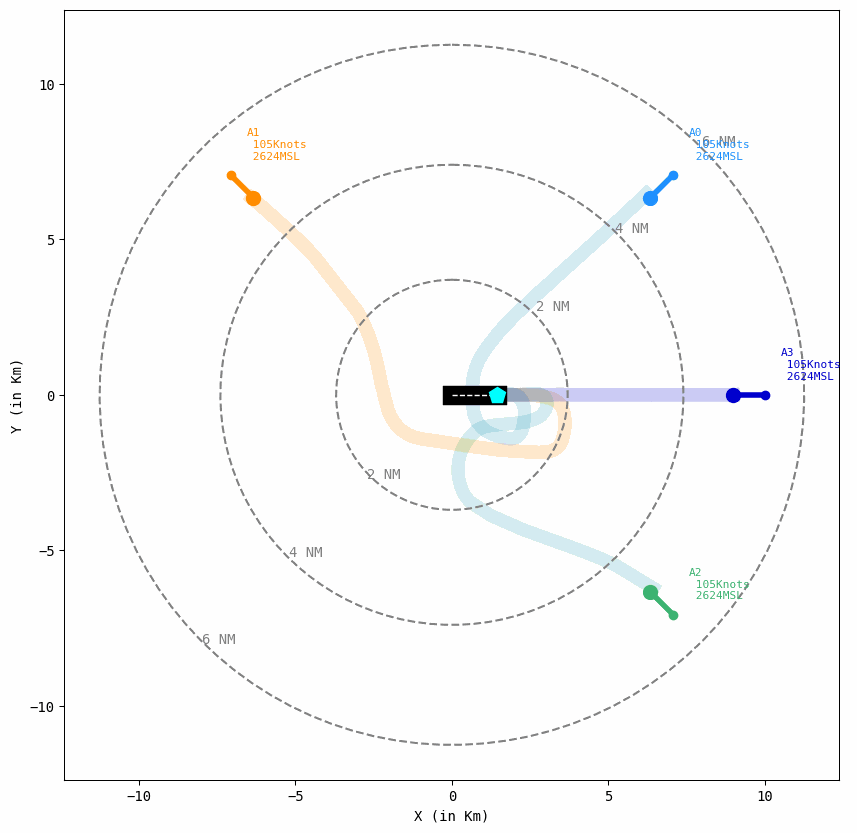 A1
105Knots
2624MSL
A0
105Knots
2624MSL
6 NM
4 NM
2 NM
A3
105Knots
2624MSL
2 NM
4 NM
A2
105Knots
2624MSL
6 NM
10
5
0
−5
−10
Y (in Km)
−10
−5
0
5
10
X (in Km)